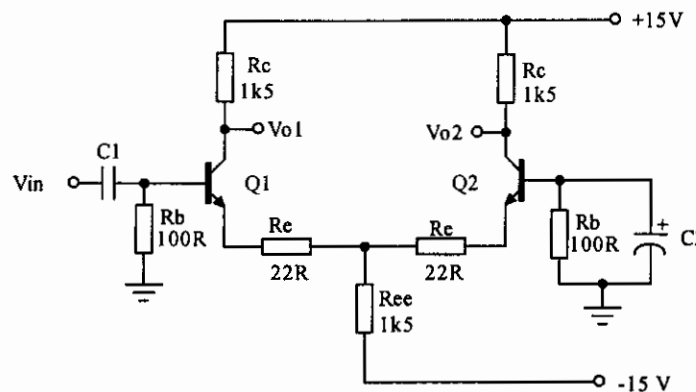 +15V
Rc
1k5
Rc
1k5
Vo1
Vo2
C1
Vin
Q1
Q2
Rb
100R
Re
22R
Re
22R
Rb
100R
Ree
1k5
-15 V